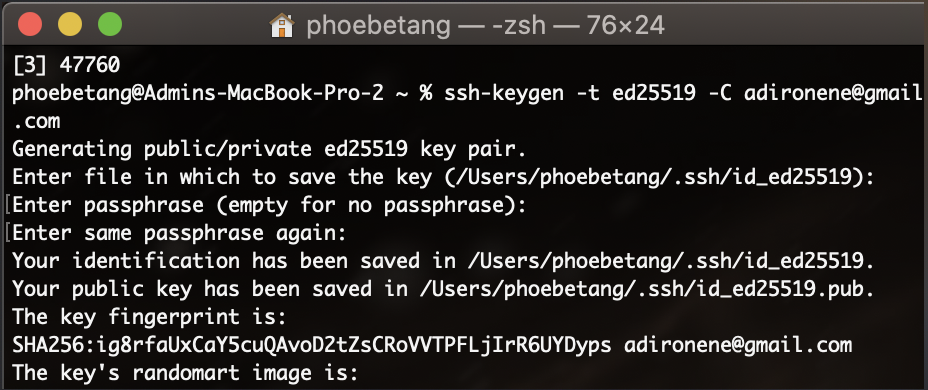 phoebetang — -zsh — 76×24
[3] 47760
phoebetang@Admins-MacBook-Pro-2 ~ % ssh-keygen -t ed25519 -C adironene@gmail
.com
Generating public/private ed25519 key pair.
Enter file in which to save the key (/Users/phoebetang/.ssh/id_ed25519):
[Enter passphrase (empty for no passphrase):
[Enter same passphrase again:
Your identification has been saved in /Users/phoebetang/.ssh/id_ed25519.
Your public key has been saved in /Users/phoebetang/.ssh/id_ed25519.pub.
The key fingerprint is:
SHA256:ig8rfaUxCaY5cuQAvoD2tZsCRoVVTPFLjIrR6UYDyps adironene@gmail.com
The key's randomart image is: